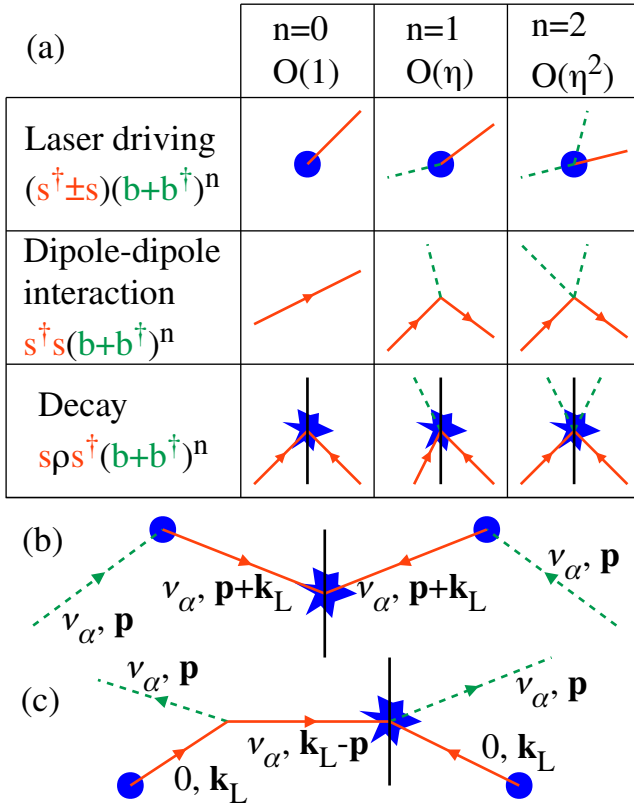 (a)
n=0 n=1 n=2
O(1) O(η) O(η²)
Laser driving
(s†±s)(b+b†)ⁿ
Dipole-dipole
interaction
s†s(b+b†)ⁿ
Decay
sρs†(b+b†)ⁿ
(b)
ν_α, p
ν_α, p+k_L
ν_α, p+k_L
ν_α, p
(c)
ν_α, p
ν_α, p
0, k_L
ν_α, k_L-p
0, k_L